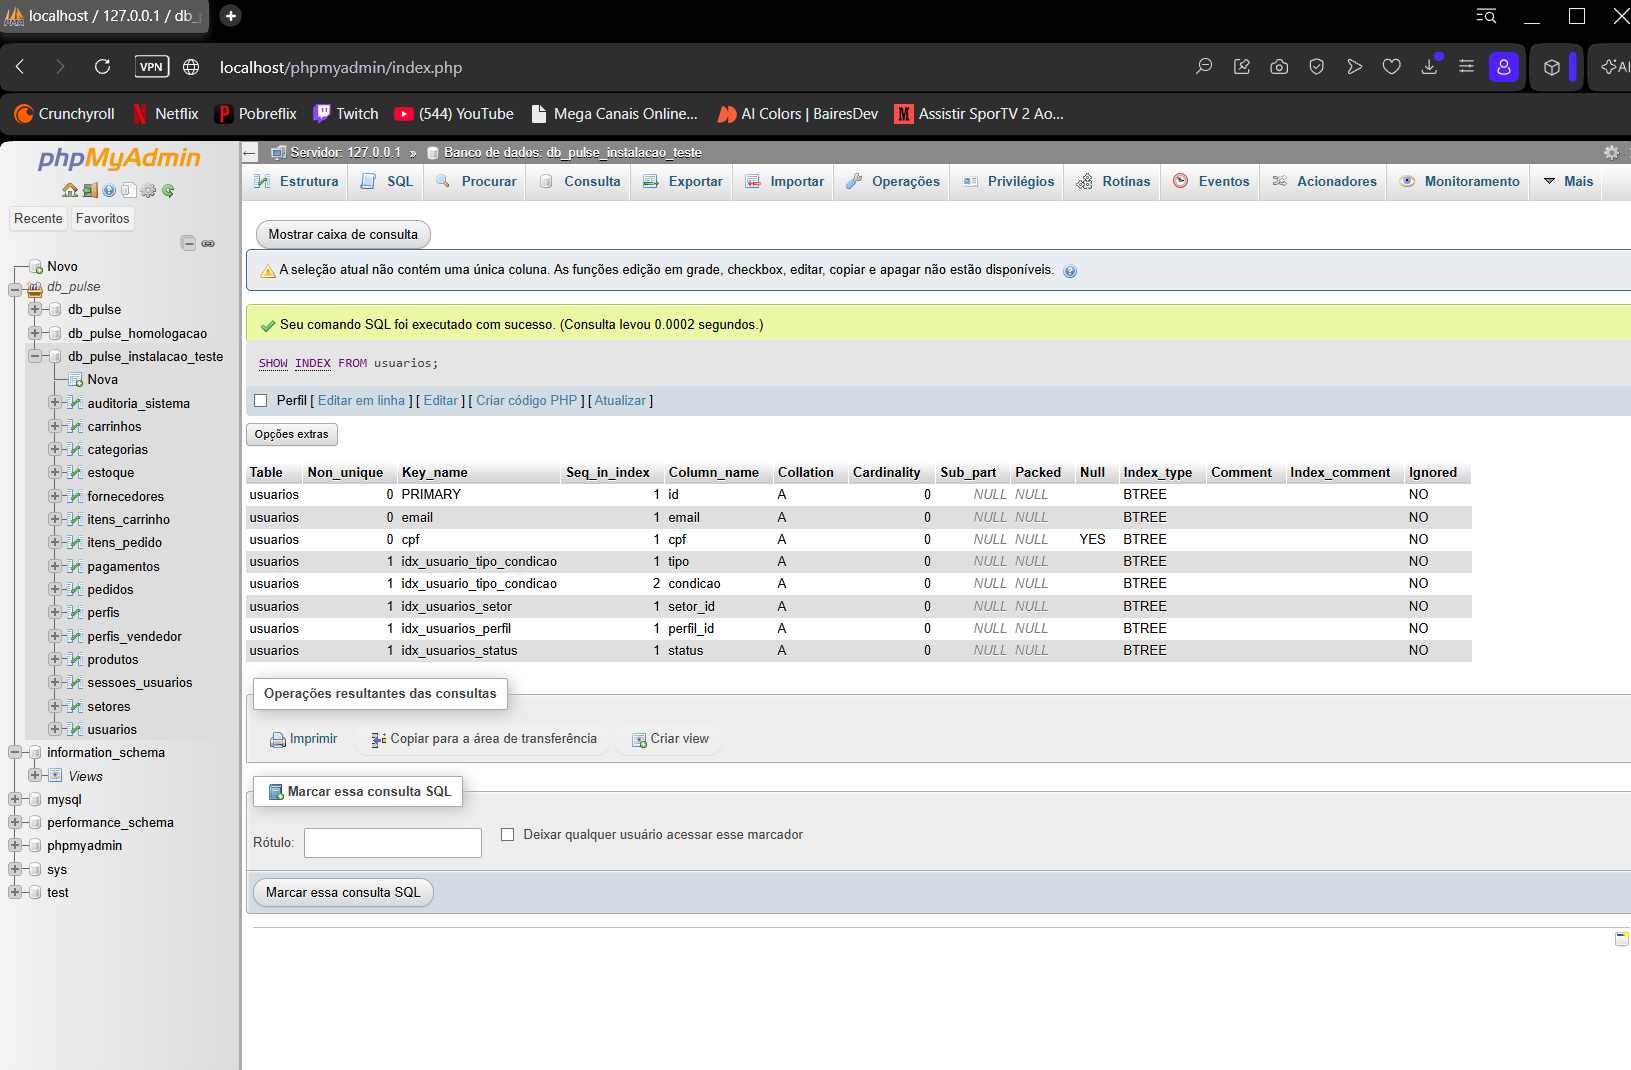 localhost / 127.0.0.1 / db_
VPN localhost/phpmyadmin/index.php AI
Crunchyroll Netflix Pobreflix Twitch (544) YouTube Mega Canais Online... AI Colors | BairesDev Assistir SporTV 2 Ao...
phpMyAdmin
Recente Favoritos
Novo
db_pulse
db_pulse
db_pulse_homologacao
db_pulse_instalacao_teste
Nova
auditoria_sistema
carrinhos
categorias
estoque
fornecedores
itens_carrinho
itens_pedido
pagamentos
pedidos
perfis
perfis_vendedor
produtos
sessoes_usuarios
setores
usuarios
information_schema
Views
mysql
performance_schema
phpmyadmin
sys
test
Servidor: 127.0.0.1 » Banco de dados: db_pulse_instalacao_teste
Estrutura SQL Procurar Consulta Exportar Importar Operações Privilégios Rotinas Eventos Acionadores Monitoramento Mais
Mostrar caixa de consulta
A seleção atual não contém uma única coluna. As funções edição em grade, checkbox, editar, copiar e apagar não estão disponíveis.
Seu comando SQL foi executado com sucesso. (Consulta levou 0.0002 segundos.)
SHOW INDEX FROM usuarios;
Perfil [ Editar em linha ] [ Editar ] [ Criar código PHP ] [ Atualizar ]
Opções extras
Table Non_unique Key_name Seq_in_index Column_name Collation Cardinality Sub_part Packed Null Index_type Comment Index_comment Ignored
usuarios 0 PRIMARY 1 id A 0 NULL NULL BTREE NO
usuarios 0 email 1 email A 0 NULL NULL BTREE NO
usuarios 0 cpf 1 cpf A 0 NULL NULL YES BTREE NO
usuarios 1 idx_usuario_tipo_condicao 1 tipo A 0 NULL NULL BTREE NO
usuarios 1 idx_usuario_tipo_condicao 2 condicao A 0 NULL NULL BTREE NO
usuarios 1 idx_usuarios_setor 1 setor_id A 0 NULL NULL BTREE NO
usuarios 1 idx_usuarios_perfil 1 perfil_id A 0 NULL NULL BTREE NO
usuarios 1 idx_usuarios_status 1 status A 0 NULL NULL BTREE NO
Operações resultantes das consultas
Imprimir Copiar para a área de transferência Criar view
Marcar essa consulta SQL
Rótulo: Deixar qualquer usuário acessar esse marcador
Marcar essa consulta SQL